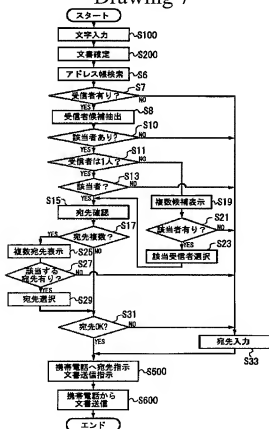 Drawing 7
スタート
文字入力 S100
文書確定 S200
アドレス帳検索 S6
S7
受信者有り? NO
YES S8
受信者候補抽出
S10
該当者あり? NO
YES S11
受信者は1人? NO
YES S13
該当者? NO
複数候補表示 S19
S15 YES
宛先確認
S21
該当者有り? NO
YES S23
該当受信者選択
S17
YES 宛先複数?
NO
複数宛先表示 S25
S27
該当する宛先有り? NO
YES
宛先選択 S29
S31
宛先OK? NO
YES
宛先入力
S33
携帯電話へ宛先指示
文書送信指示 S500
携帯電話から
文書送信 S600
エンド